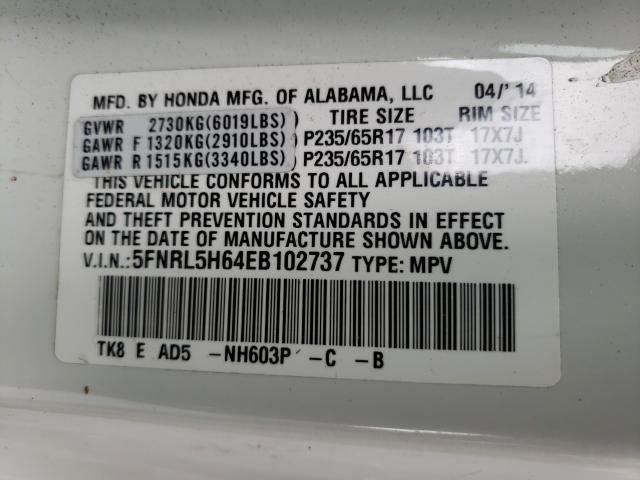 MFD. BY HONDA MFG. OF ALABAMA, LLC 04/'14
GVWR 2730KG(6019LBS) TIRE SIZE RIM SIZE
GAWR F 1320KG(2910LBS) P235/65R17 103T 17X7J
GAWR R 1515KG(3340LBS) P235/65R17 103T 17X7J.
THIS VEHICLE CONFORMS TO ALL APPLICABLE
FEDERAL MOTOR VEHICLE SAFETY
AND THEFT PREVENTION STANDARDS IN EFFECT
ON THE DATE OF MANUFACTURE SHOWN ABOVE.
V.I.N.:5FNRL5H64EB102737 TYPE: MPV
TK8 E AD5 -NH603P -C -B